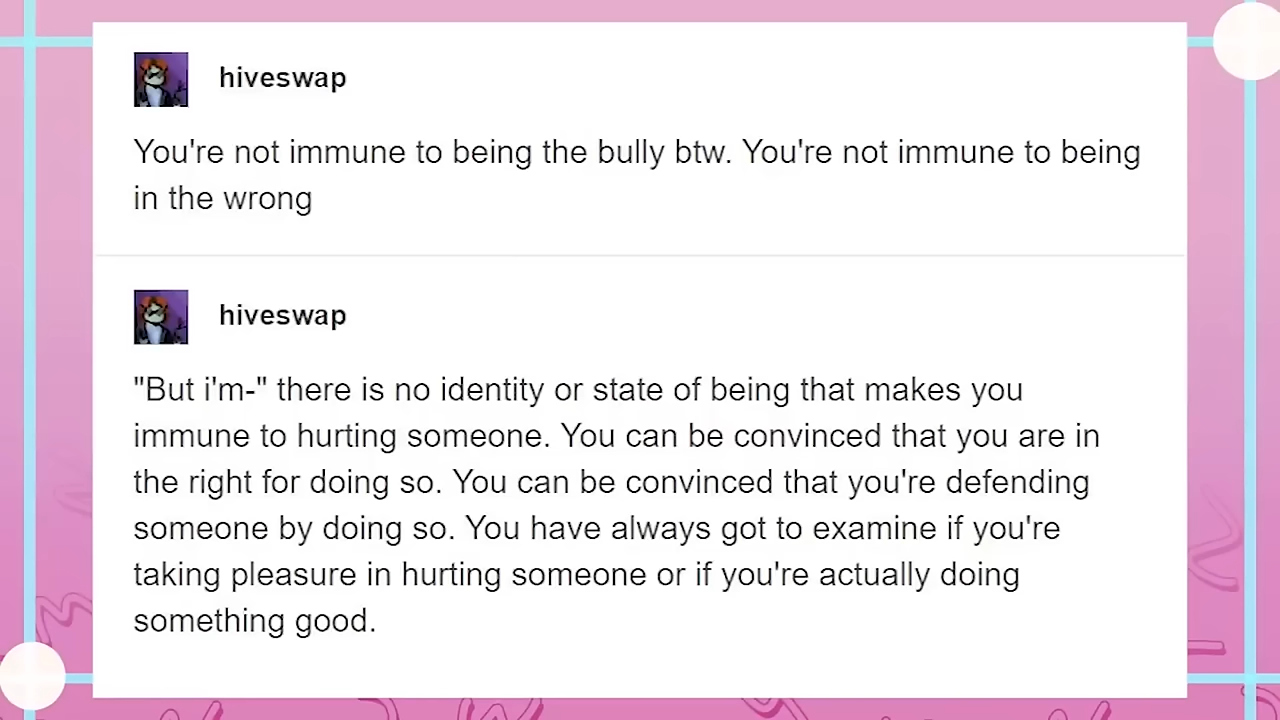 hiveswap
You're not immune to being the bully btw. You're not immune to being
in the wrong
hiveswap
"But i'm-" there is no identity or state of being that makes you
immune to hurting someone. You can be convinced that you are in
the right for doing so. You can be convinced that you're defending
someone by doing so. You have always got to examine if you're
taking pleasure in hurting someone or if you're actually doing
something good.